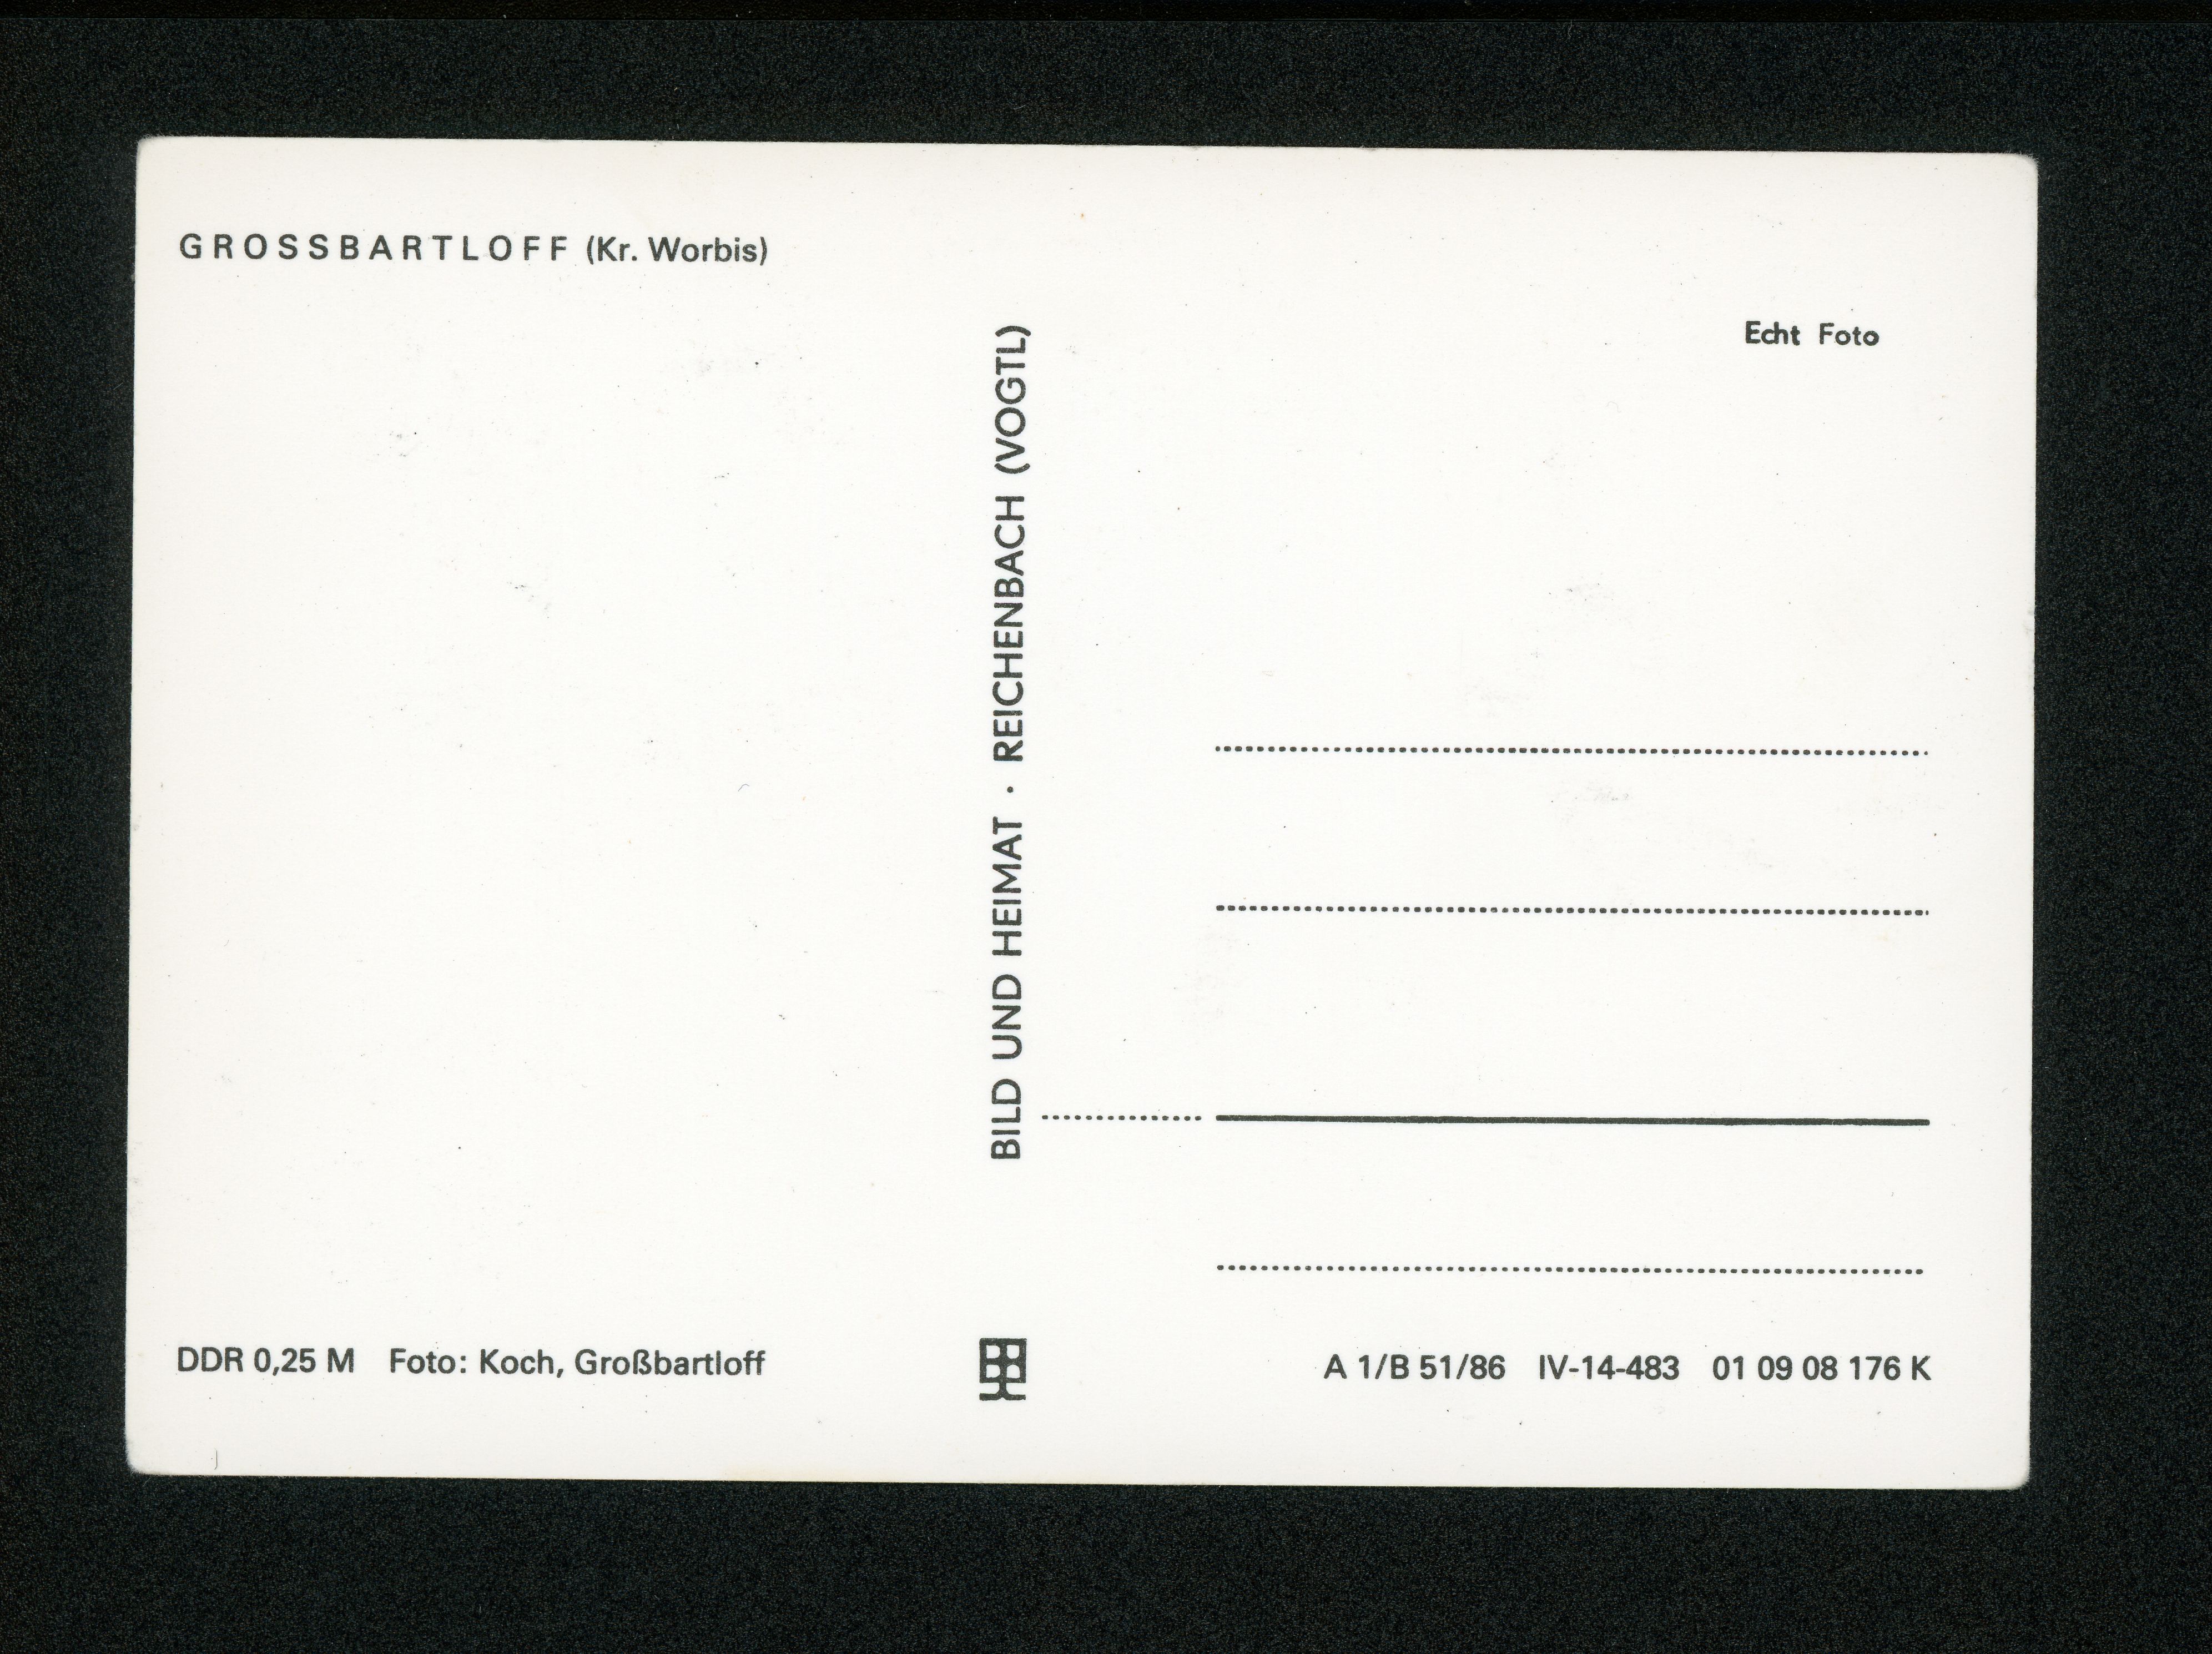 GROSSBARTLOFF (Kr. Worbis)
Echt Foto
BILD UND HEIMAT · REICHENBACH (VOGTL)
DDR 0,25 M Foto: Koch, Großbartloff
A 1/B 51/86 IV-14-483 01 09 08 176 K